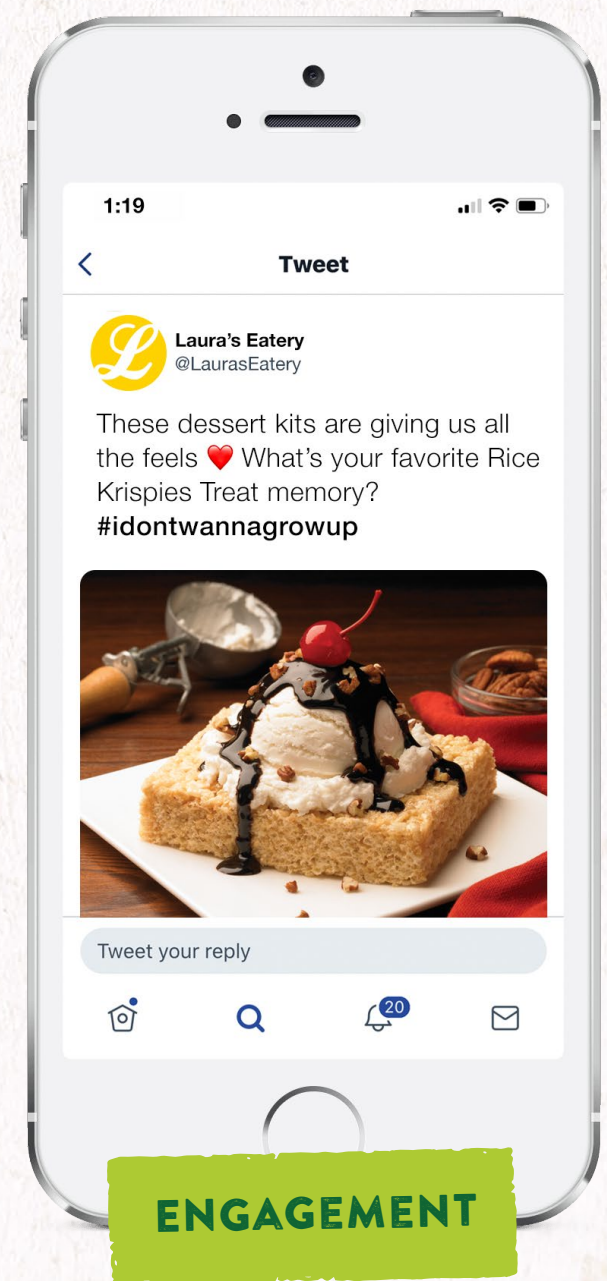 1:19
Tweet
L
Laura's Eatery
@LaurasEatery
These dessert kits are giving us all
the feels ❤️ What's your favorite Rice
Krispies Treat memory?
#idontwannagrowup
Tweet your reply
20
ENGAGEMENT